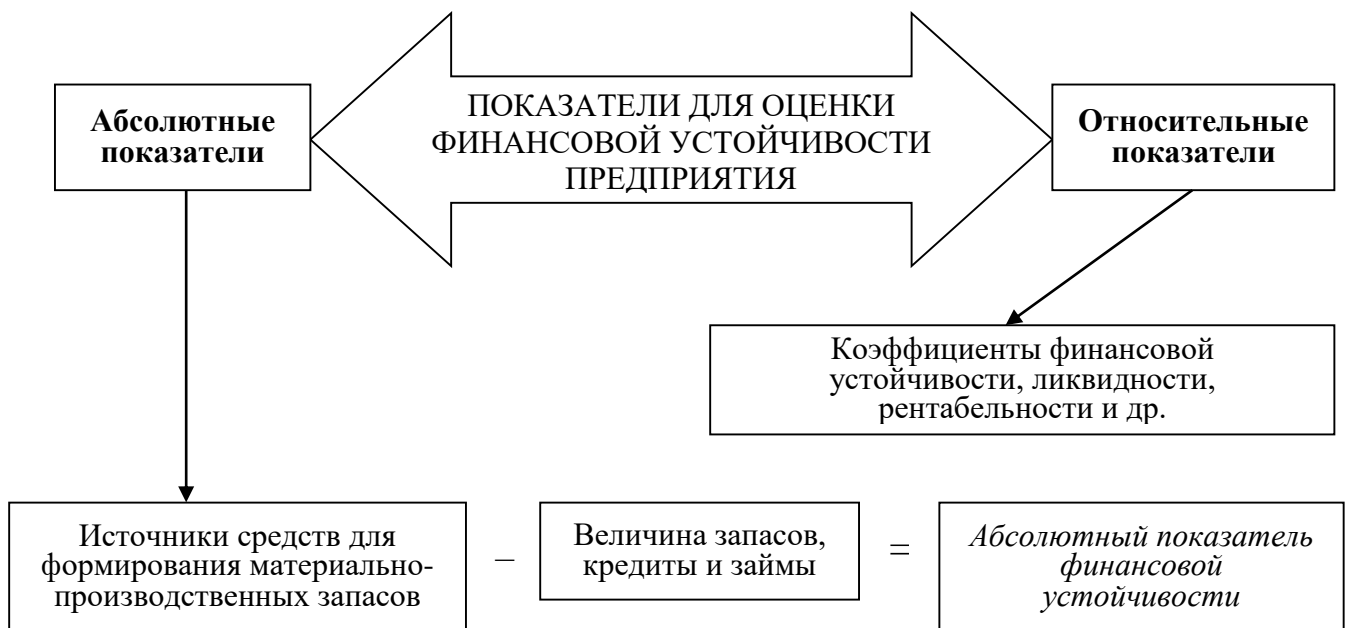 ПОКАЗАТЕЛИ ДЛЯ ОЦЕНКИ
ФИНАНСОВОЙ УСТОЙЧИВОСТИ
ПРЕДПРИЯТИЯ
Абсолютные
показатели
Относительные
показатели
Коэффициенты финансовой
устойчивости, ликвидности,
рентабельности и др.
Источники средств для
формирования материально-
производственных запасов
–
Величина запасов,
кредиты и займы
=
Абсолютный показатель
финансовой
устойчивости